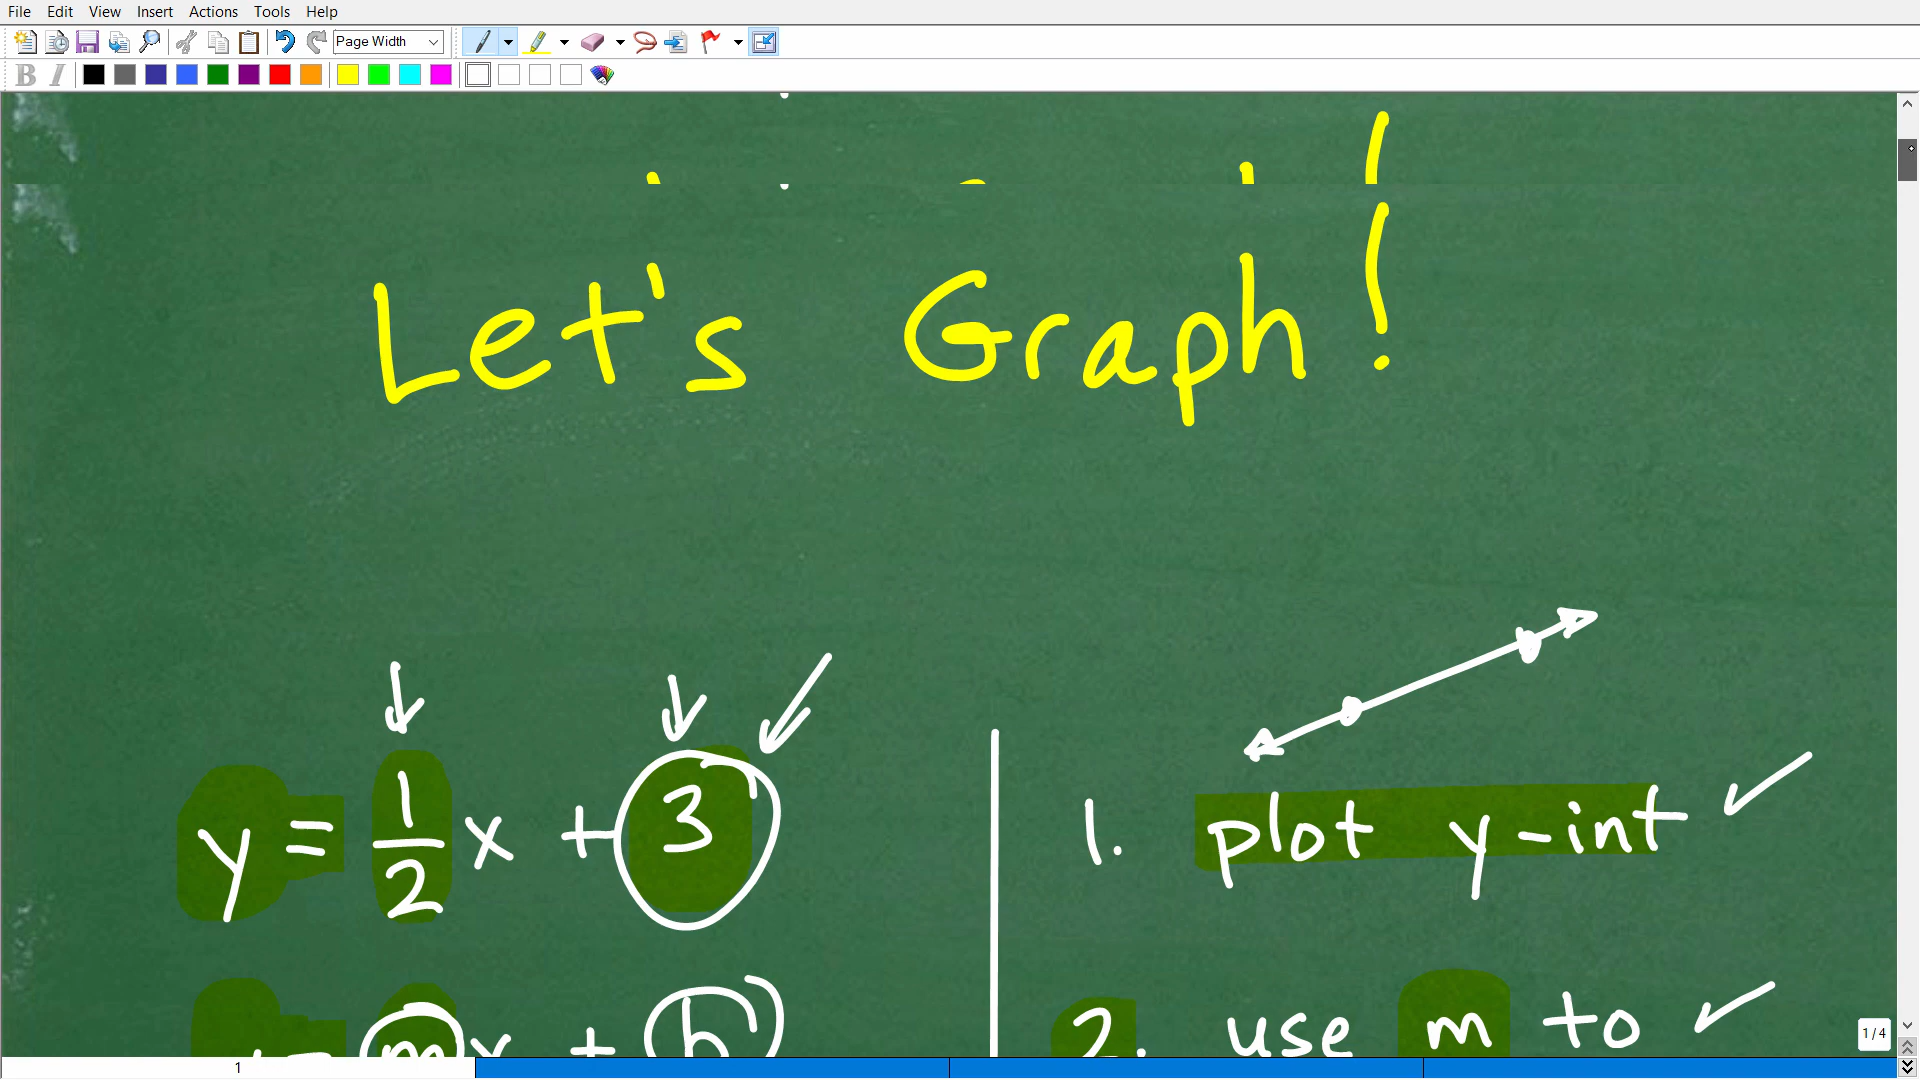 File Edit View Insert Actions Tools Help
Page Width
B I
Let's Graph!
y = 1/2 x + 3
1. plot y-int
y = mx + b
2. use m to
1 / 4
1